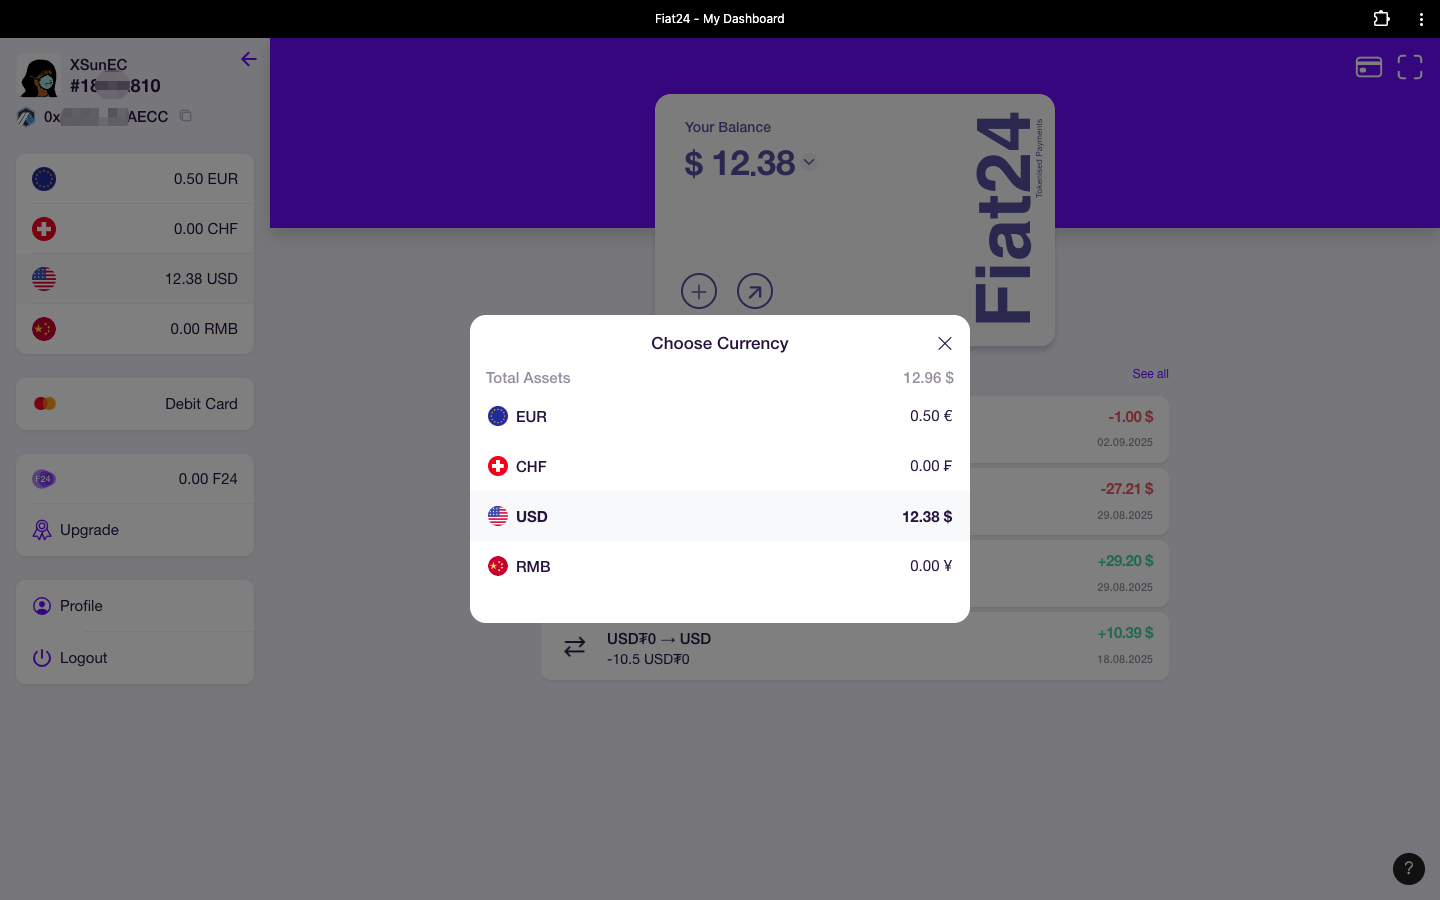 Fiat24 - My Dashboard
XSunEC
#18 810
0x AECC
0.50 EUR
0.00 CHF
12.38 USD
0.00 RMB
Debit Card
F24
0.00 F24
Upgrade
Profile
Logout
Your Balance
$ 12.38
Fiat24
Tokenised Payments
Choose Currency
Total Assets 12.96 $
EUR 0.50 €
CHF 0.00 ₣
USD 12.38 $
RMB 0.00 ¥
See all
-1.00 $
02.09.2025
-27.21 $
29.08.2025
+29.20 $
29.08.2025
USD₮0 → USD +10.39 $
-10.5 USD₮0 18.08.2025
?